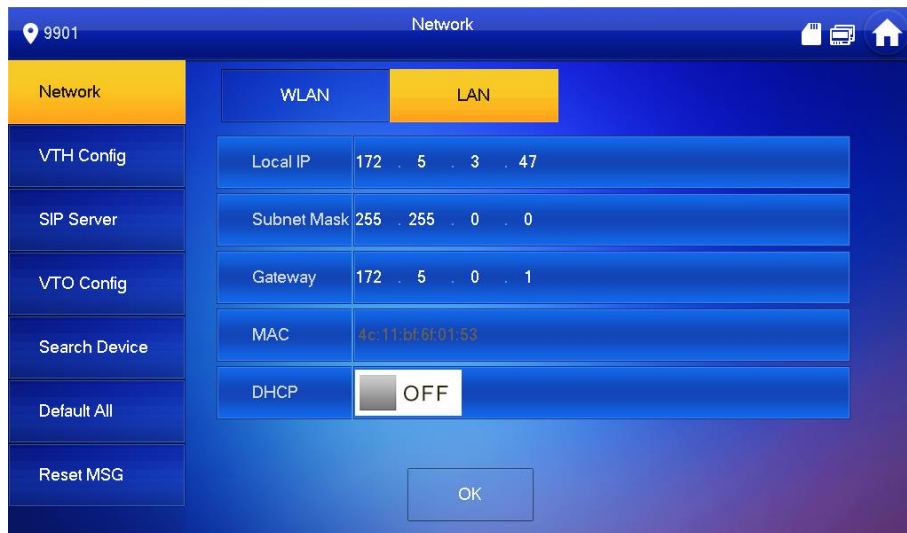 9901
Network
Network
VTH Config
SIP Server
VTO Config
Search Device
Default All
Reset MSG
WLAN LAN
Local IP 172 . 5 . 3 . 47
Subnet Mask 255 . 255 . 0 . 0
Gateway 172 . 5 . 0 . 1
MAC 4c:11:bf:6f:01:53
DHCP OFF
OK